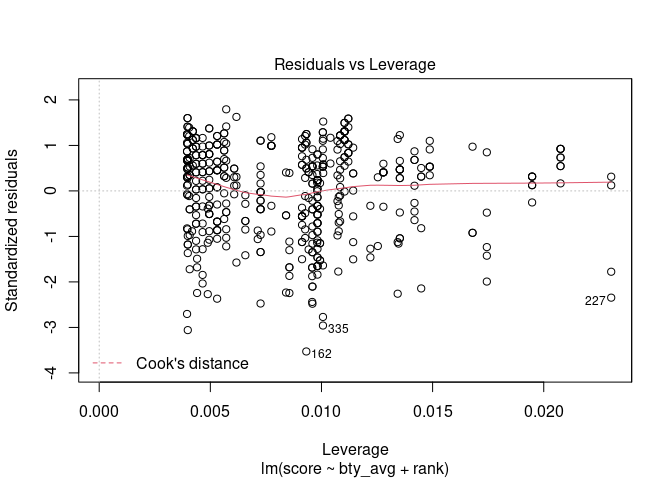 Residuals vs Leverage
Standardized residuals
2
1
0
-1
-2
-3
-4
227
335
162
Cook's distance
0.000 0.005 0.010 0.015 0.020
Leverage
lm(score ~ bty_avg + rank)